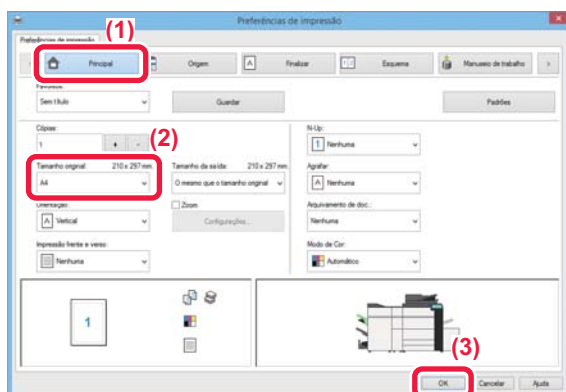 Preferências de impressão
Preferências de impressão
(1)
Principal
Origem
Finalizar
Esquema
Manuseio de trabalho
Favoritos:
Sem título
Guardar
Padrões
Cópias:
1
+ -
(2)
N-Up:
1 Nenhuma
Tamanho original: 210 x 297 mm
A4
Tamanho da saída: 210 x 297 mm
O mesmo que o tamanho original
Agrafar:
A Nenhuma
Orientação:
A Vertical
Zoom
Configurações...
Arquivamento de doc.:
Nenhuma
Impressão frente e verso:
Nenhuma
Modo de Cor:
Automático
1
(3)
OK
Cancelar
Ajuda